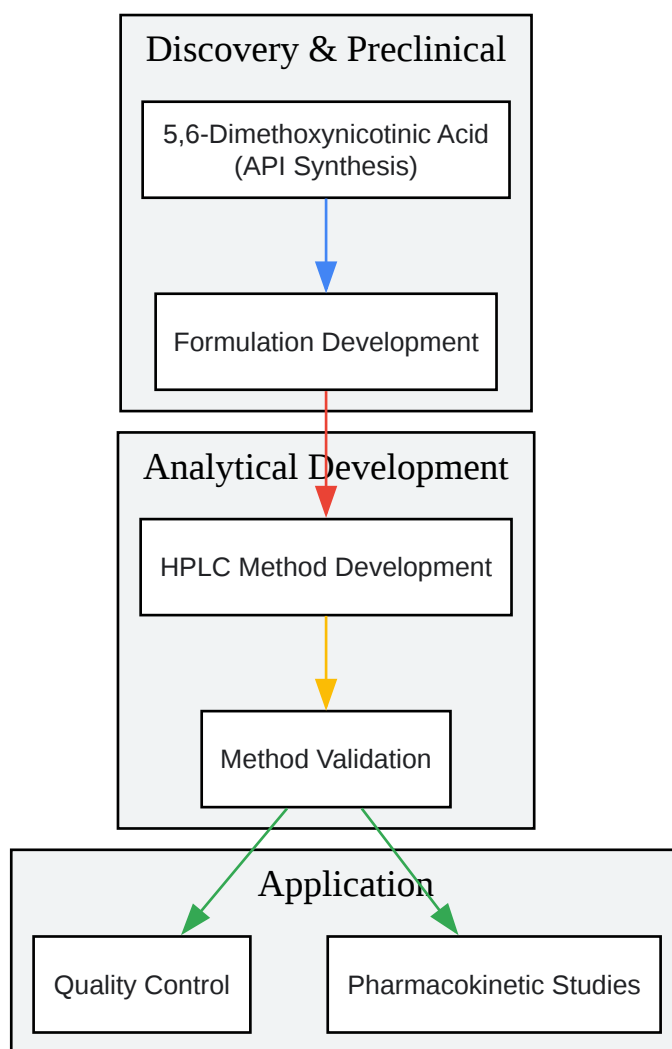 Discovery & Preclinical
5,6-Dimethoxynicotinic Acid
(API Synthesis)
Formulation Development
Analytical Development
HPLC Method Development
Method Validation
Application
Quality Control
Pharmacokinetic Studies